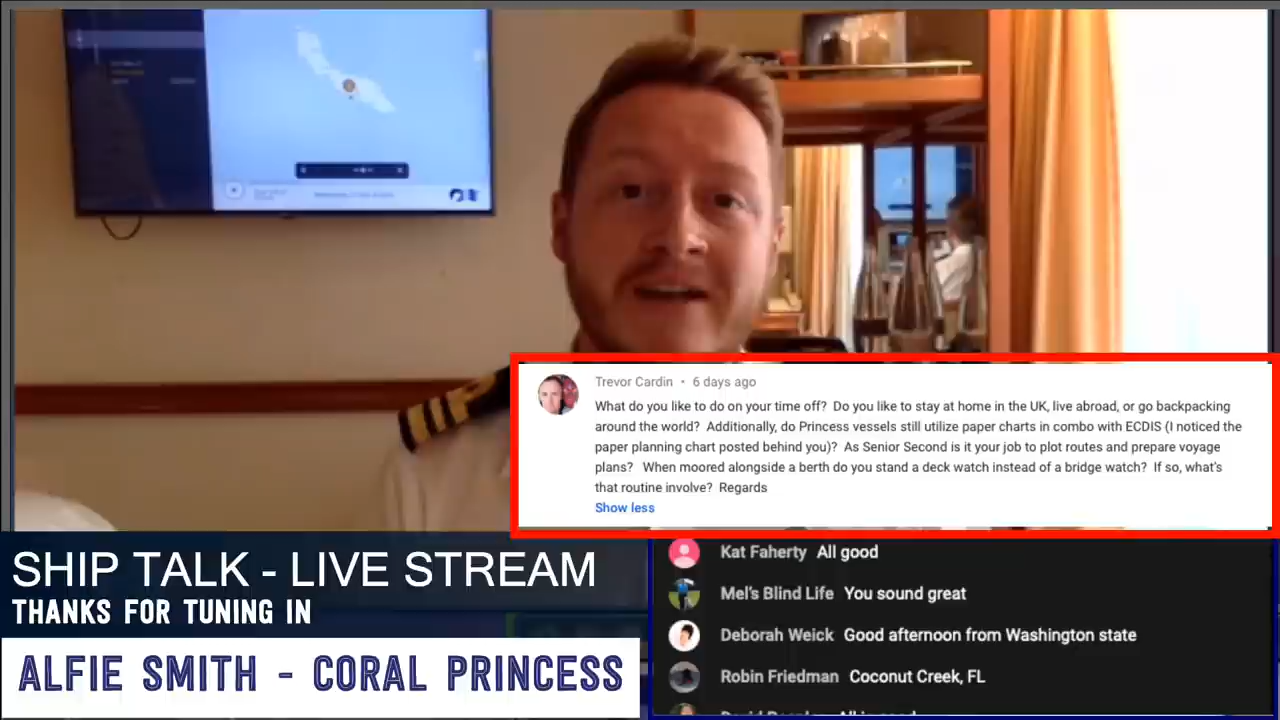 Trevor Cardin • 6 days ago
What do you like to do on your time off? Do you like to stay at home in the UK, live abroad, or go backpacking
around the world? Additionally, do Princess vessels still utilize paper charts in combo with ECDIS (I noticed the
paper planning chart posted behind you)? As Senior Second is it your job to plot routes and prepare voyage
plans? When moored alongside a berth do you stand a deck watch instead of a bridge watch? If so, what's
that routine involve? Regards
Show less
SHIP TALK - LIVE STREAM
THANKS FOR TUNING IN
ALFIE SMITH - CORAL PRINCESS
Kat Faherty All good
Mel's Blind Life You sound great
Deborah Weick Good afternoon from Washington state
Robin Friedman Coconut Creek, FL